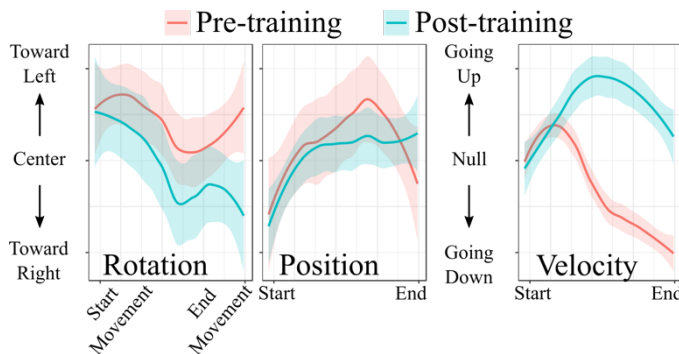 Pre-training Post-training
Toward
Left
Center
Toward
Right
Rotation
Start
Movement
End
Movement
Position
Start
End
Going
Up
Null
Going
Down
Velocity
Start
End